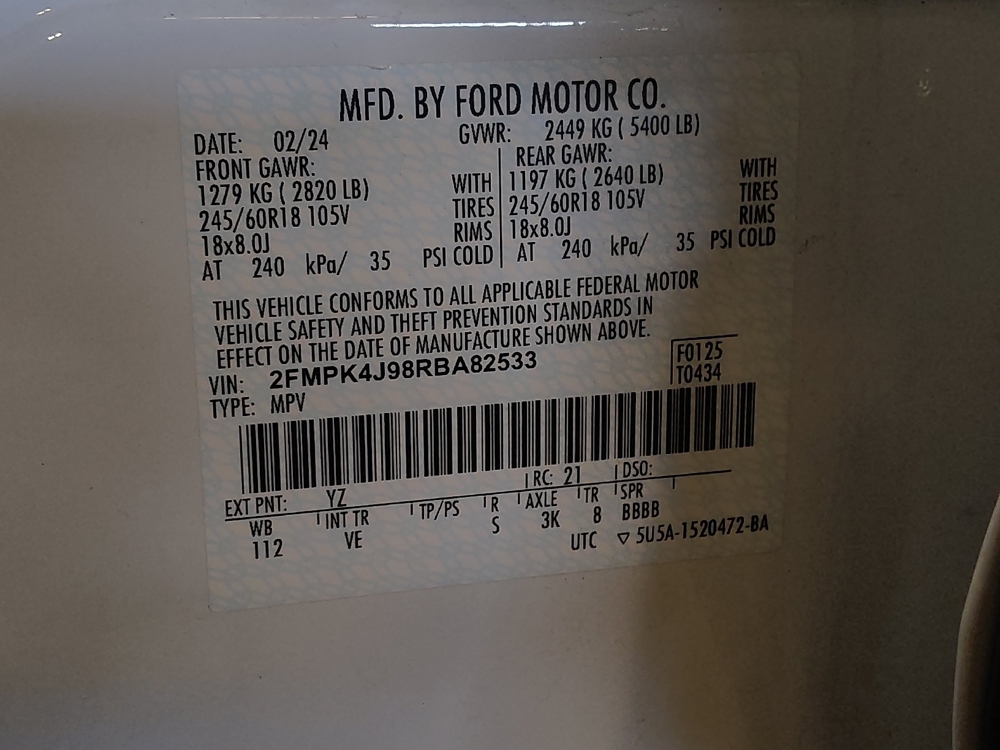 MFD. BY FORD MOTOR CO.
DATE: 02/24 GVWR: 2449 KG ( 5400 LB)
FRONT GAWR: REAR GAWR:
1279 KG ( 2820 LB) WITH 1197 KG ( 2640 LB) WITH
245/60R18 105V TIRES 245/60R18 105V TIRES
18x8.0J RIMS 18x8.0J RIMS
AT 240 kPa/ 35 PSI COLD AT 240 kPa/ 35 PSI COLD
THIS VEHICLE CONFORMS TO ALL APPLICABLE FEDERAL MOTOR
VEHICLE SAFETY AND THEFT PREVENTION STANDARDS IN
EFFECT ON THE DATE OF MANUFACTURE SHOWN ABOVE.
VIN: 2FMPK4J98RBA82533 F0125
TYPE: MPV T0434
EXT PNT: YZ RC: 21 DSO:
WB INT TR TP/PS R AXLE TR SPR
112 VE S 3K 8 BBBB
UTC ▽ 5U5A-1520472-BA